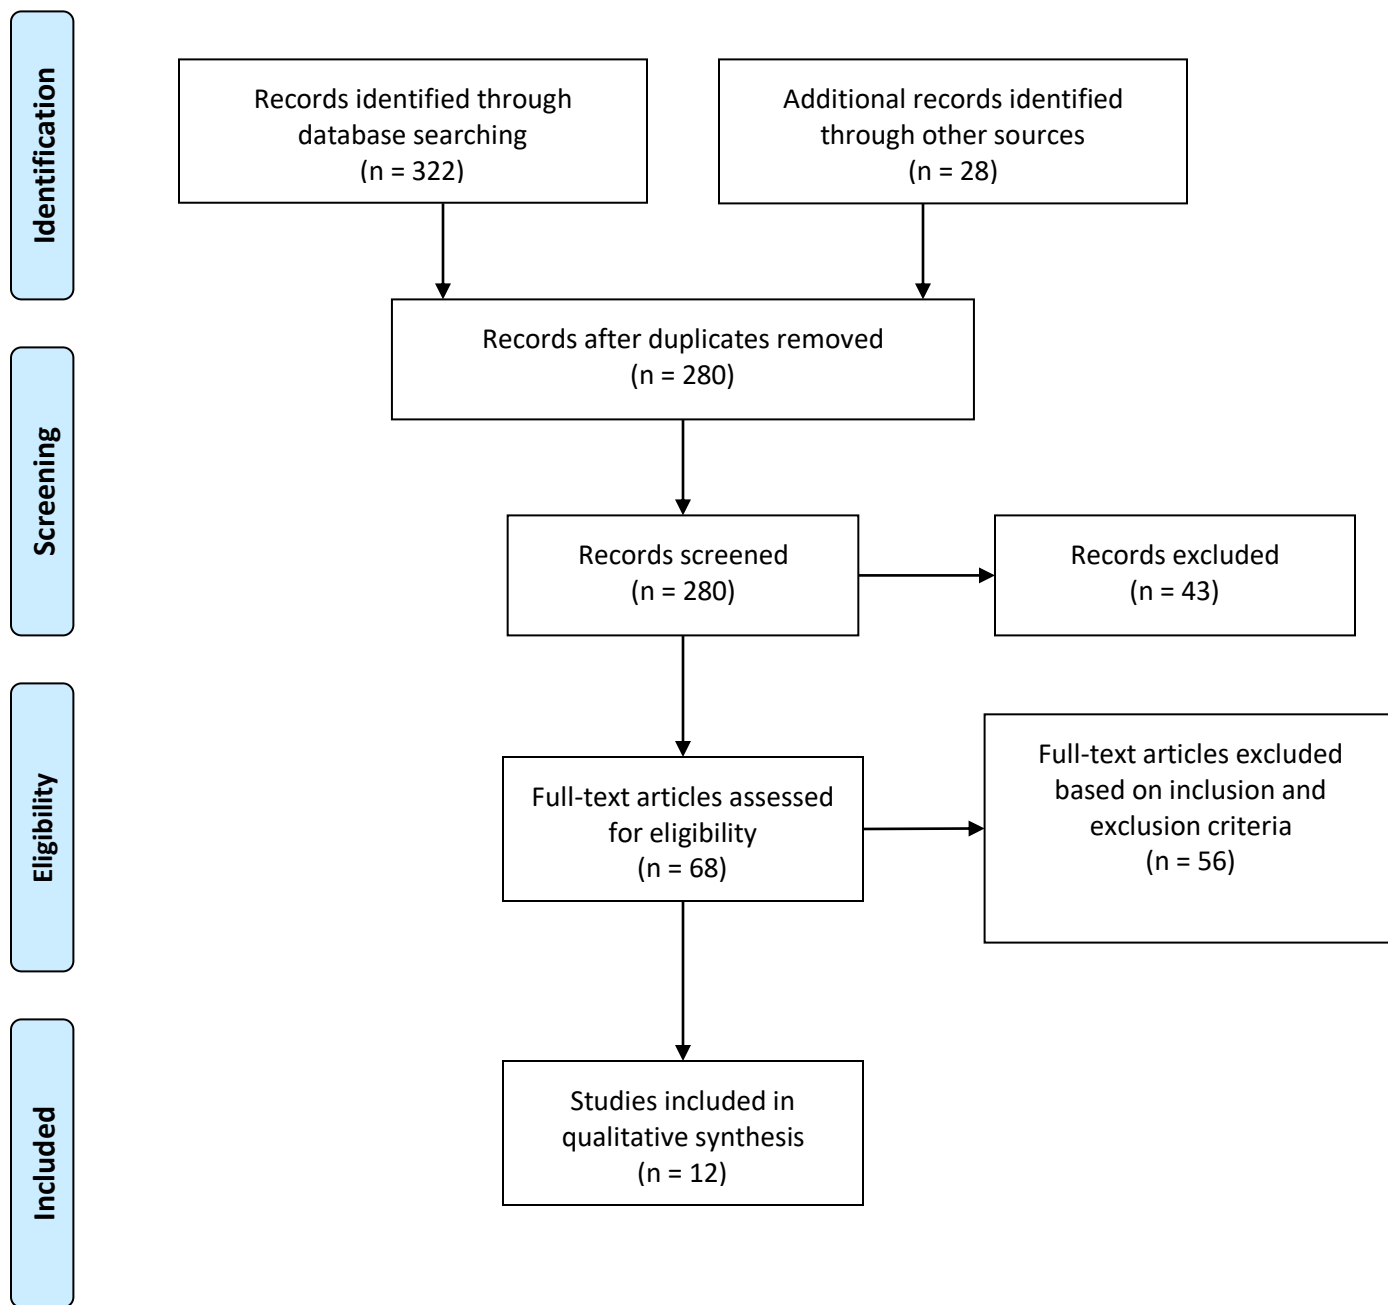 Identification
Records identified through
database searching
(n = 322)
Additional records identified
through other sources
(n = 28)
Records after duplicates removed
(n = 280)
Screening
Records screened
(n = 280)
Records excluded
(n = 43)
Eligibility
Full-text articles assessed
for eligibility
(n = 68)
Full-text articles excluded
based on inclusion and
exclusion criteria
(n = 56)
Included
Studies included in
qualitative synthesis
(n = 12)